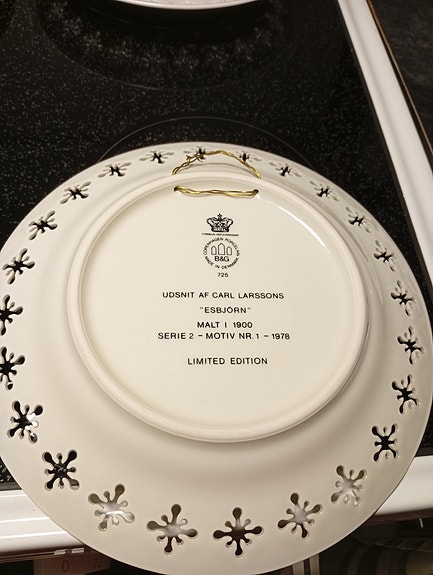 COPENHAGEN PORCELAIN
B&G
MADE IN DENMARK
725
UDSNIT AF CARL LARSSONS
"ESBJÖRN"
MALT I 1900
SERIE 2 - MOTIV NR. 1 - 1978
LIMITED EDITION